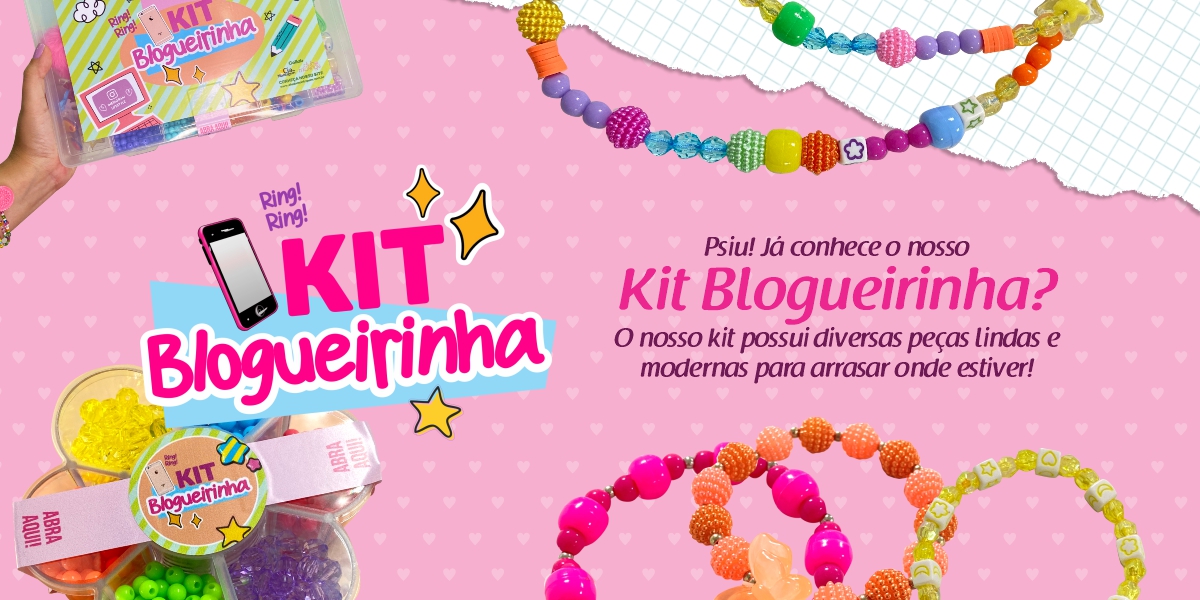 Ring!
Ring!
KIT
Blogueirinha
Ring!
Ring!
KIT
Blogueirinha
Psiu! Já conhece o nosso
Kit Blogueirinha?
O nosso kit possui diversas peças lindas e
modernas para arrasar onde estiver!
Ring!
Ring!
KIT
Blogueirinha
ABRA
AQUI!
ABRA
AQUI!